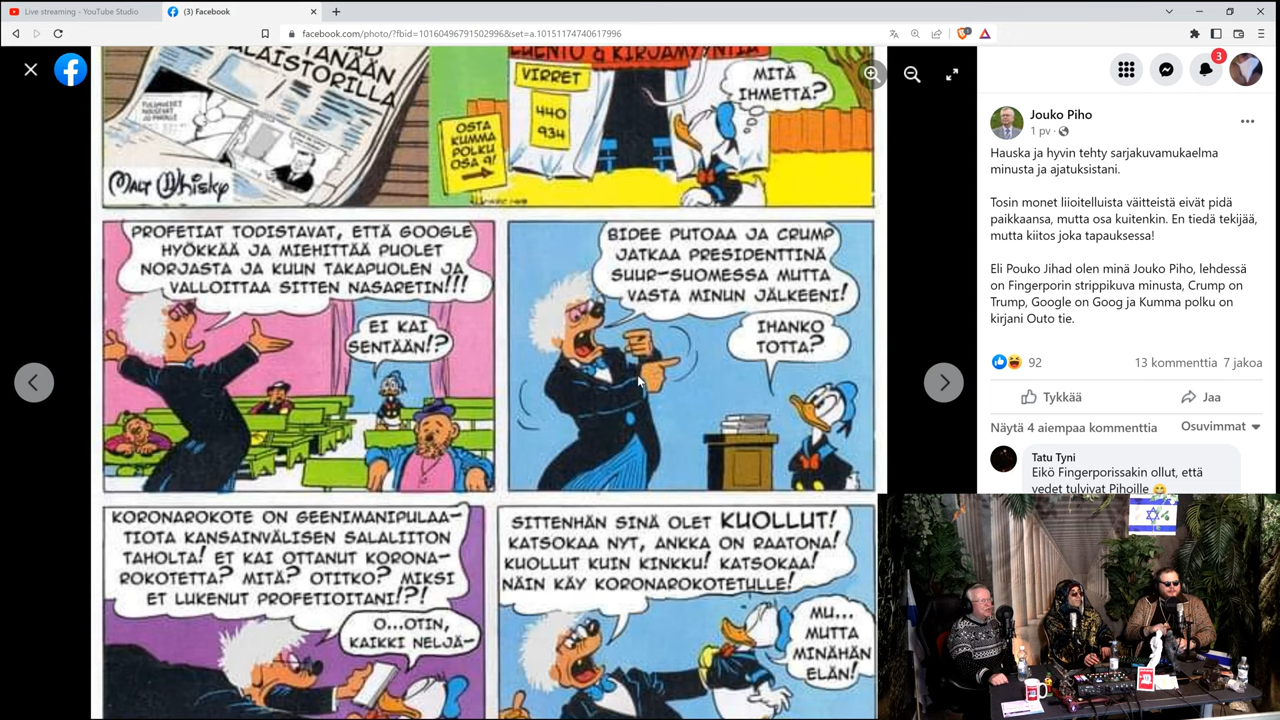 Live streaming - YouTube Studio
(3) Facebook
facebook.com/photo/?fbid=10160496791502996&set=a.10151174740617996
3
TÄNÄÄN
ALAISTORILLA
MALT Whisky
LUENTO & KIRJAMYYNTIÄ
VIRRET
440
934
OSTA
KUMMA
POLKU
OSA 9!
MITÄ
IHMETTÄ?
PROFETIAT TODISTAVAT, ETTÄ GOOGLE
HYÖKKÄÄ JA MIEHITTÄÄ PUOLET
NORJASTA JA KUUN TAKAPUOLEN JA
VALLOITTAA SITTEN NASARETIN!!!
EI KAI
SENTÄÄN!?
BIDEE PUTOAA JA CRUMP
JATKAA PRESIDENTTINÄ
SUUR-SUOMESSA MUTTA
VASTA MINUN JÄLKEENI!
IHANKO
TOTTA?
KORONAROKOTE ON GEENIMANIPULAA-
TIOTA KANSAINVÄLISEN SALALIITON
TAHOLTA! ET KAI OTTANUT KORONA-
ROKOTETTA? MITÄ? OTITKO? MIKSI
ET LUKENUT PROFETIOITANI!?!
O...OTIN,
KAIKKI NELJÄ-
SITTENHÄN SINÄ OLET KUOLLUT!
KATSOKAA NYT, ANKKA ON RAATONA!
KUOLLUT KUIN KINKKU! KATSOKAA!
NÄIN KÄY KORONAROKOTETULLE!
MU...
MUTTA
MINÄHÄN
ELÄN!
Jouko Piho
1 pv
Hauska ja hyvin tehty sarjakuvamukaelma
minusta ja ajatuksistani.
Tosin monet liioitelluista väitteistä eivät pidä
paikkaansa, mutta osa kuitenkin. En tiedä tekijää,
mutta kiitos joka tapauksessa!
Eli Pouko Jihad olen minä Jouko Piho, lehdessä
on Fingerporin strippikuva minusta, Crump on
Trump, Google on Goog ja Kumma polku on
kirjani Outo tie.
92
13 kommenttia 7 jakoa
Tykkää
Jaa
Näytä 4 aiempaa kommenttia
Osuvimmat
Tatu Tyni
Eikö Fingerporissakin ollut, että
vedet tulvivat Pihoille